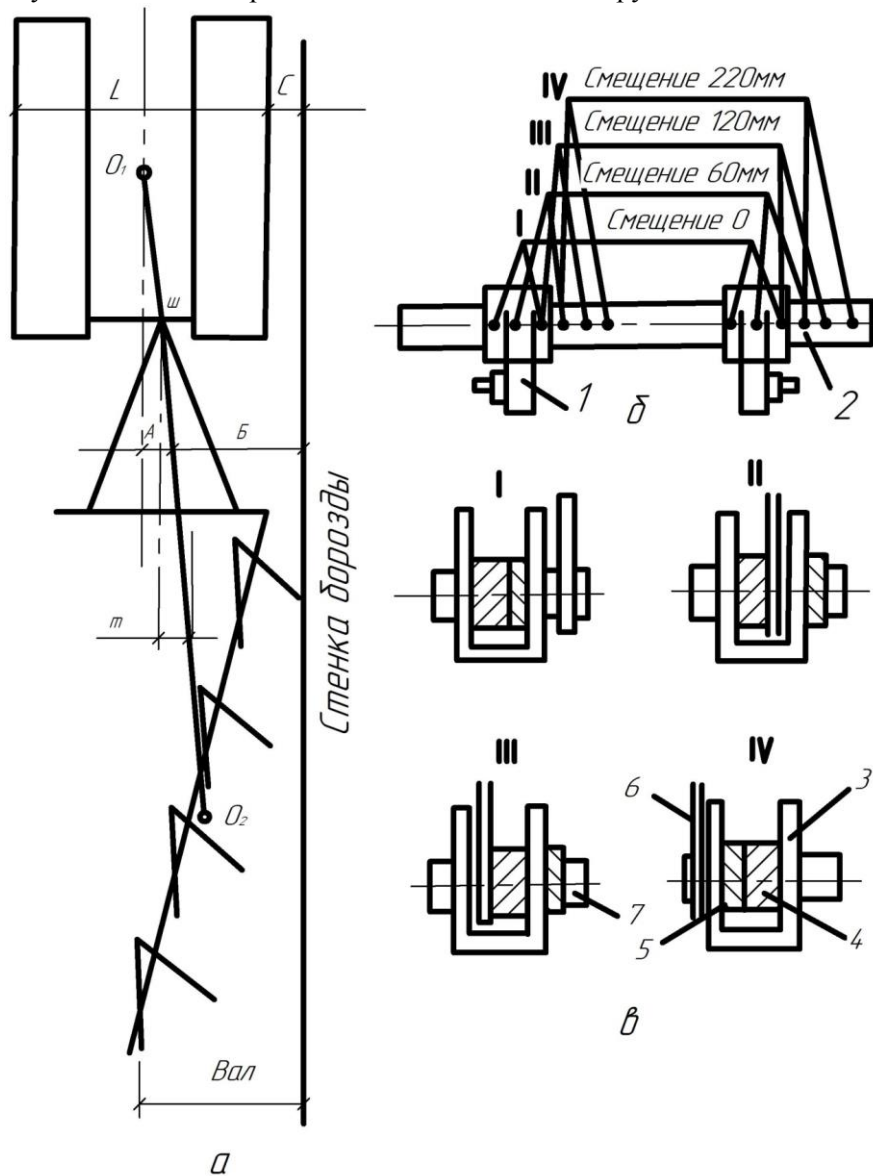 L
С
O₁
ш
А
Б
m
O₂
Стенка борозды
Вал
а
IV
Смещение 220мм
III
Смещение 120мм
II
Смещение 60мм
I
Смещение 0
1
б
2
I
II
III
IV
6
3
7
5
4
в